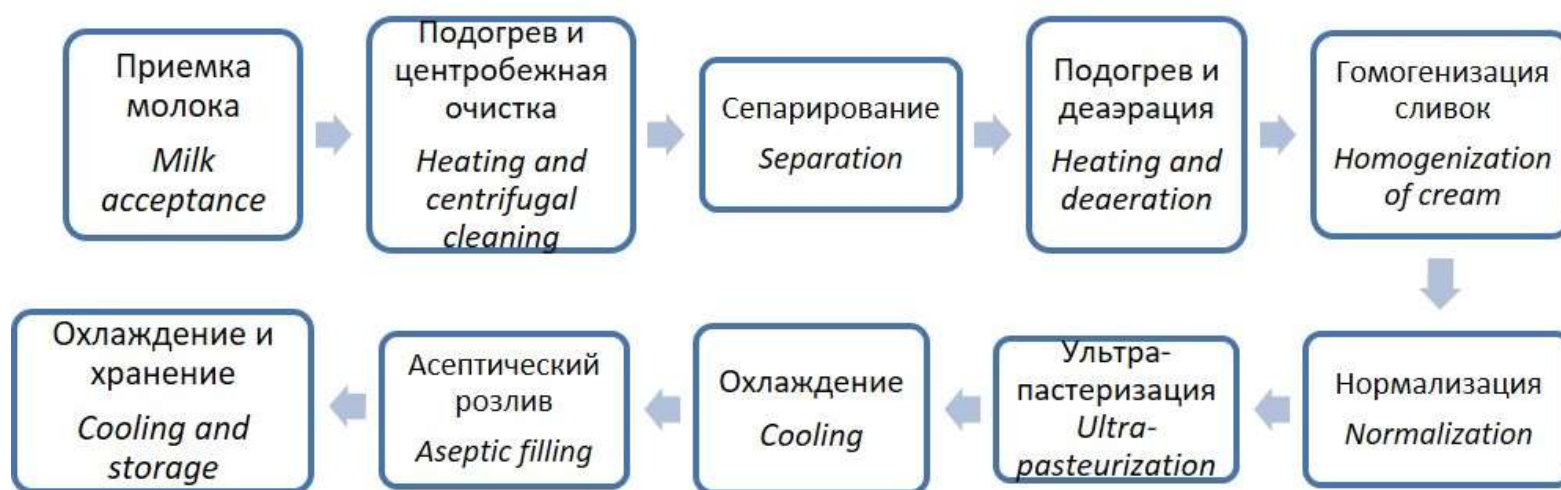 Приемка
молока
Milk
acceptance
Подогрев и
центробежная
очистка
Heating and
centrifugal
cleaning
Сепарирование
Separation
Подогрев и
деаэрация
Heating and
deaeration
Гомогенизация
сливок
Homogenization
of cream
Нормализация
Normalization
Ультра-
пастеризация
Ultra-
pasteurization
Охлаждение
Cooling
Асептический
розлив
Aseptic filling
Охлаждение и
хранение
Cooling and
storage